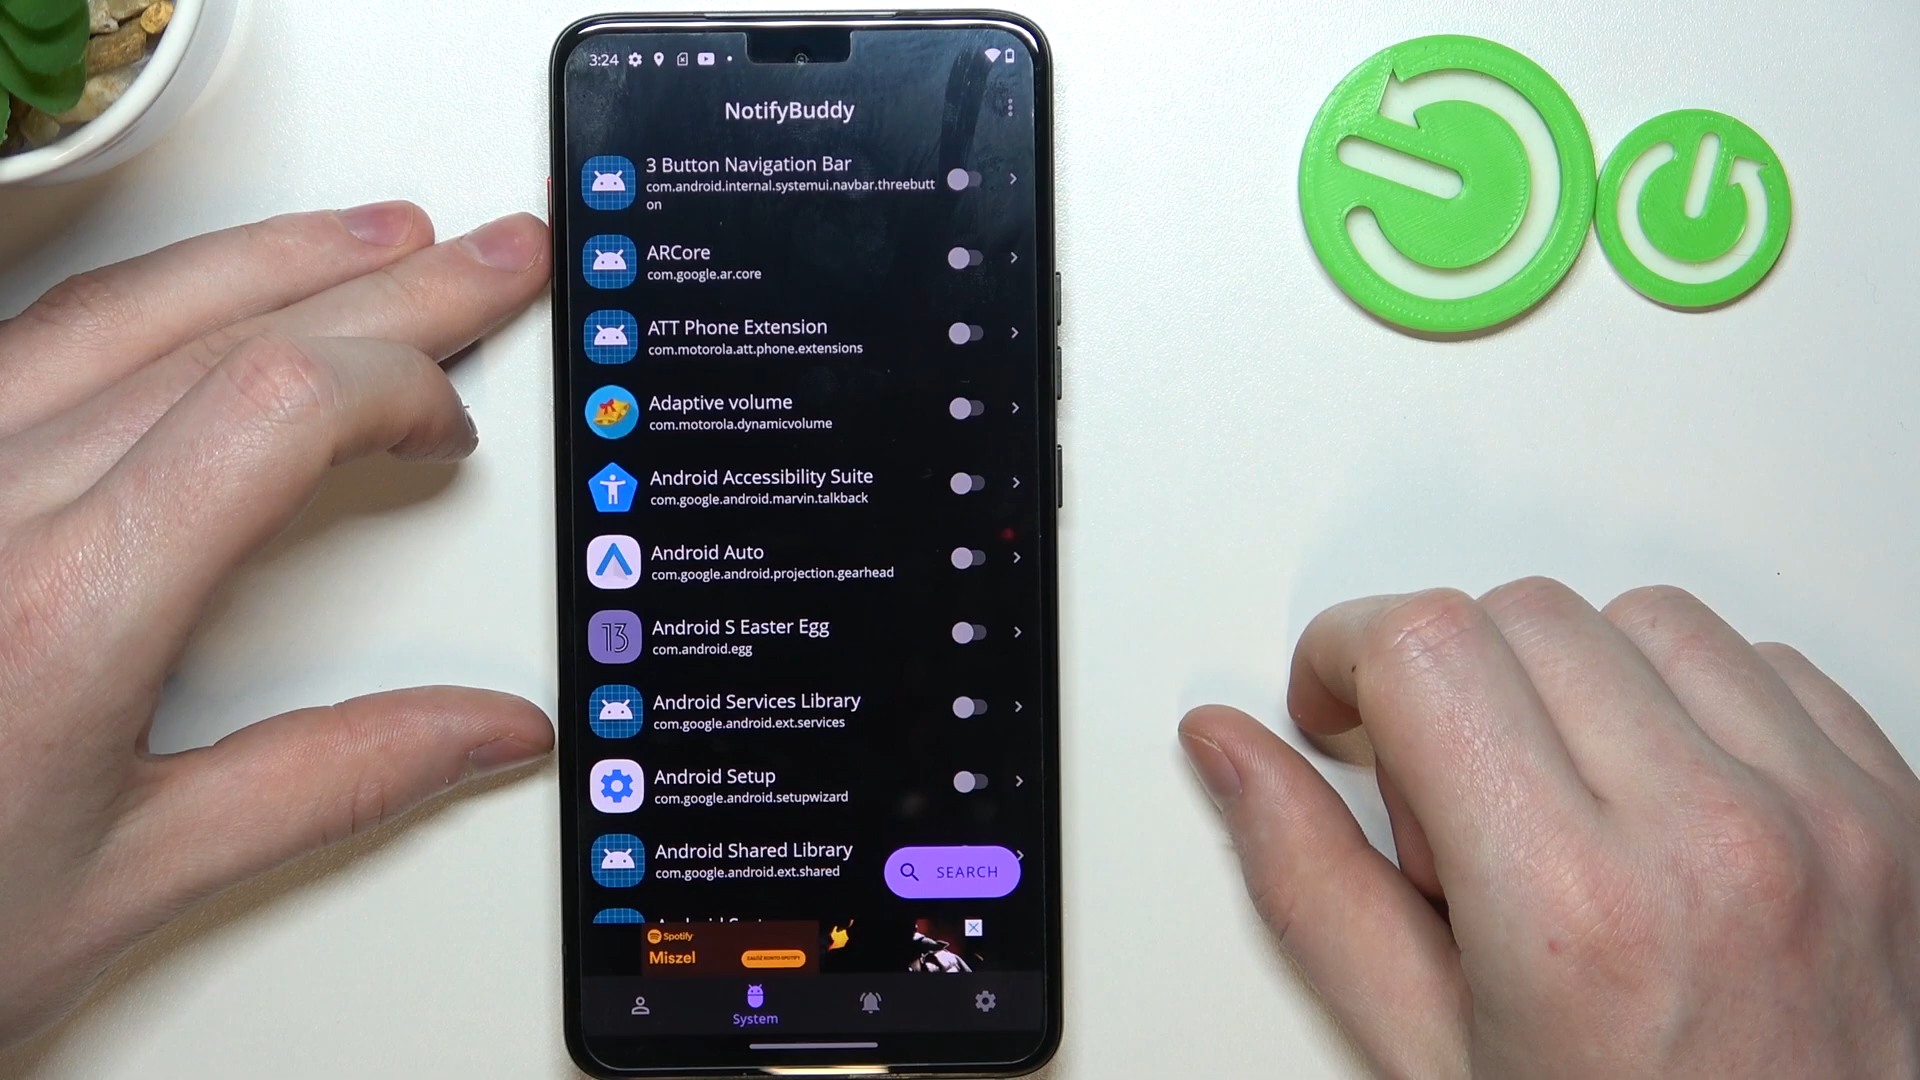 3:24
NotifyBuddy
3 Button Navigation Bar
com.android.internal.systemui.navbar.threebutt
on
ARCore
com.google.ar.core
ATT Phone Extension
com.motorola.att.phone.extensions
Adaptive volume
com.motorola.dynamicvolume
Android Accessibility Suite
com.google.android.marvin.talkback
Android Auto
com.google.android.projection.gearhead
13
Android S Easter Egg
com.android.egg
Android Services Library
com.google.android.ext.services
Android Setup
com.google.android.setupwizard
Android Shared Library
com.google.android.ext.shared
SEARCH
Spotify
Miszel
System